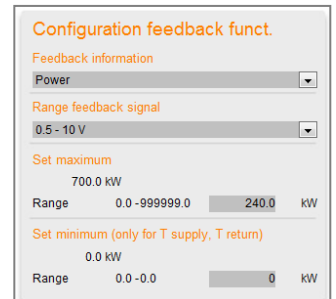 Configuration feedback funct.
Feedback information
Power
Range feedback signal
0.5 - 10 V
Set maximum
700.0 kW
Range 0.0 -999999.0 240.0 kW
Set minimum (only for T supply, T return)
0.0 kW
Range 0.0 -0.0 0 kW